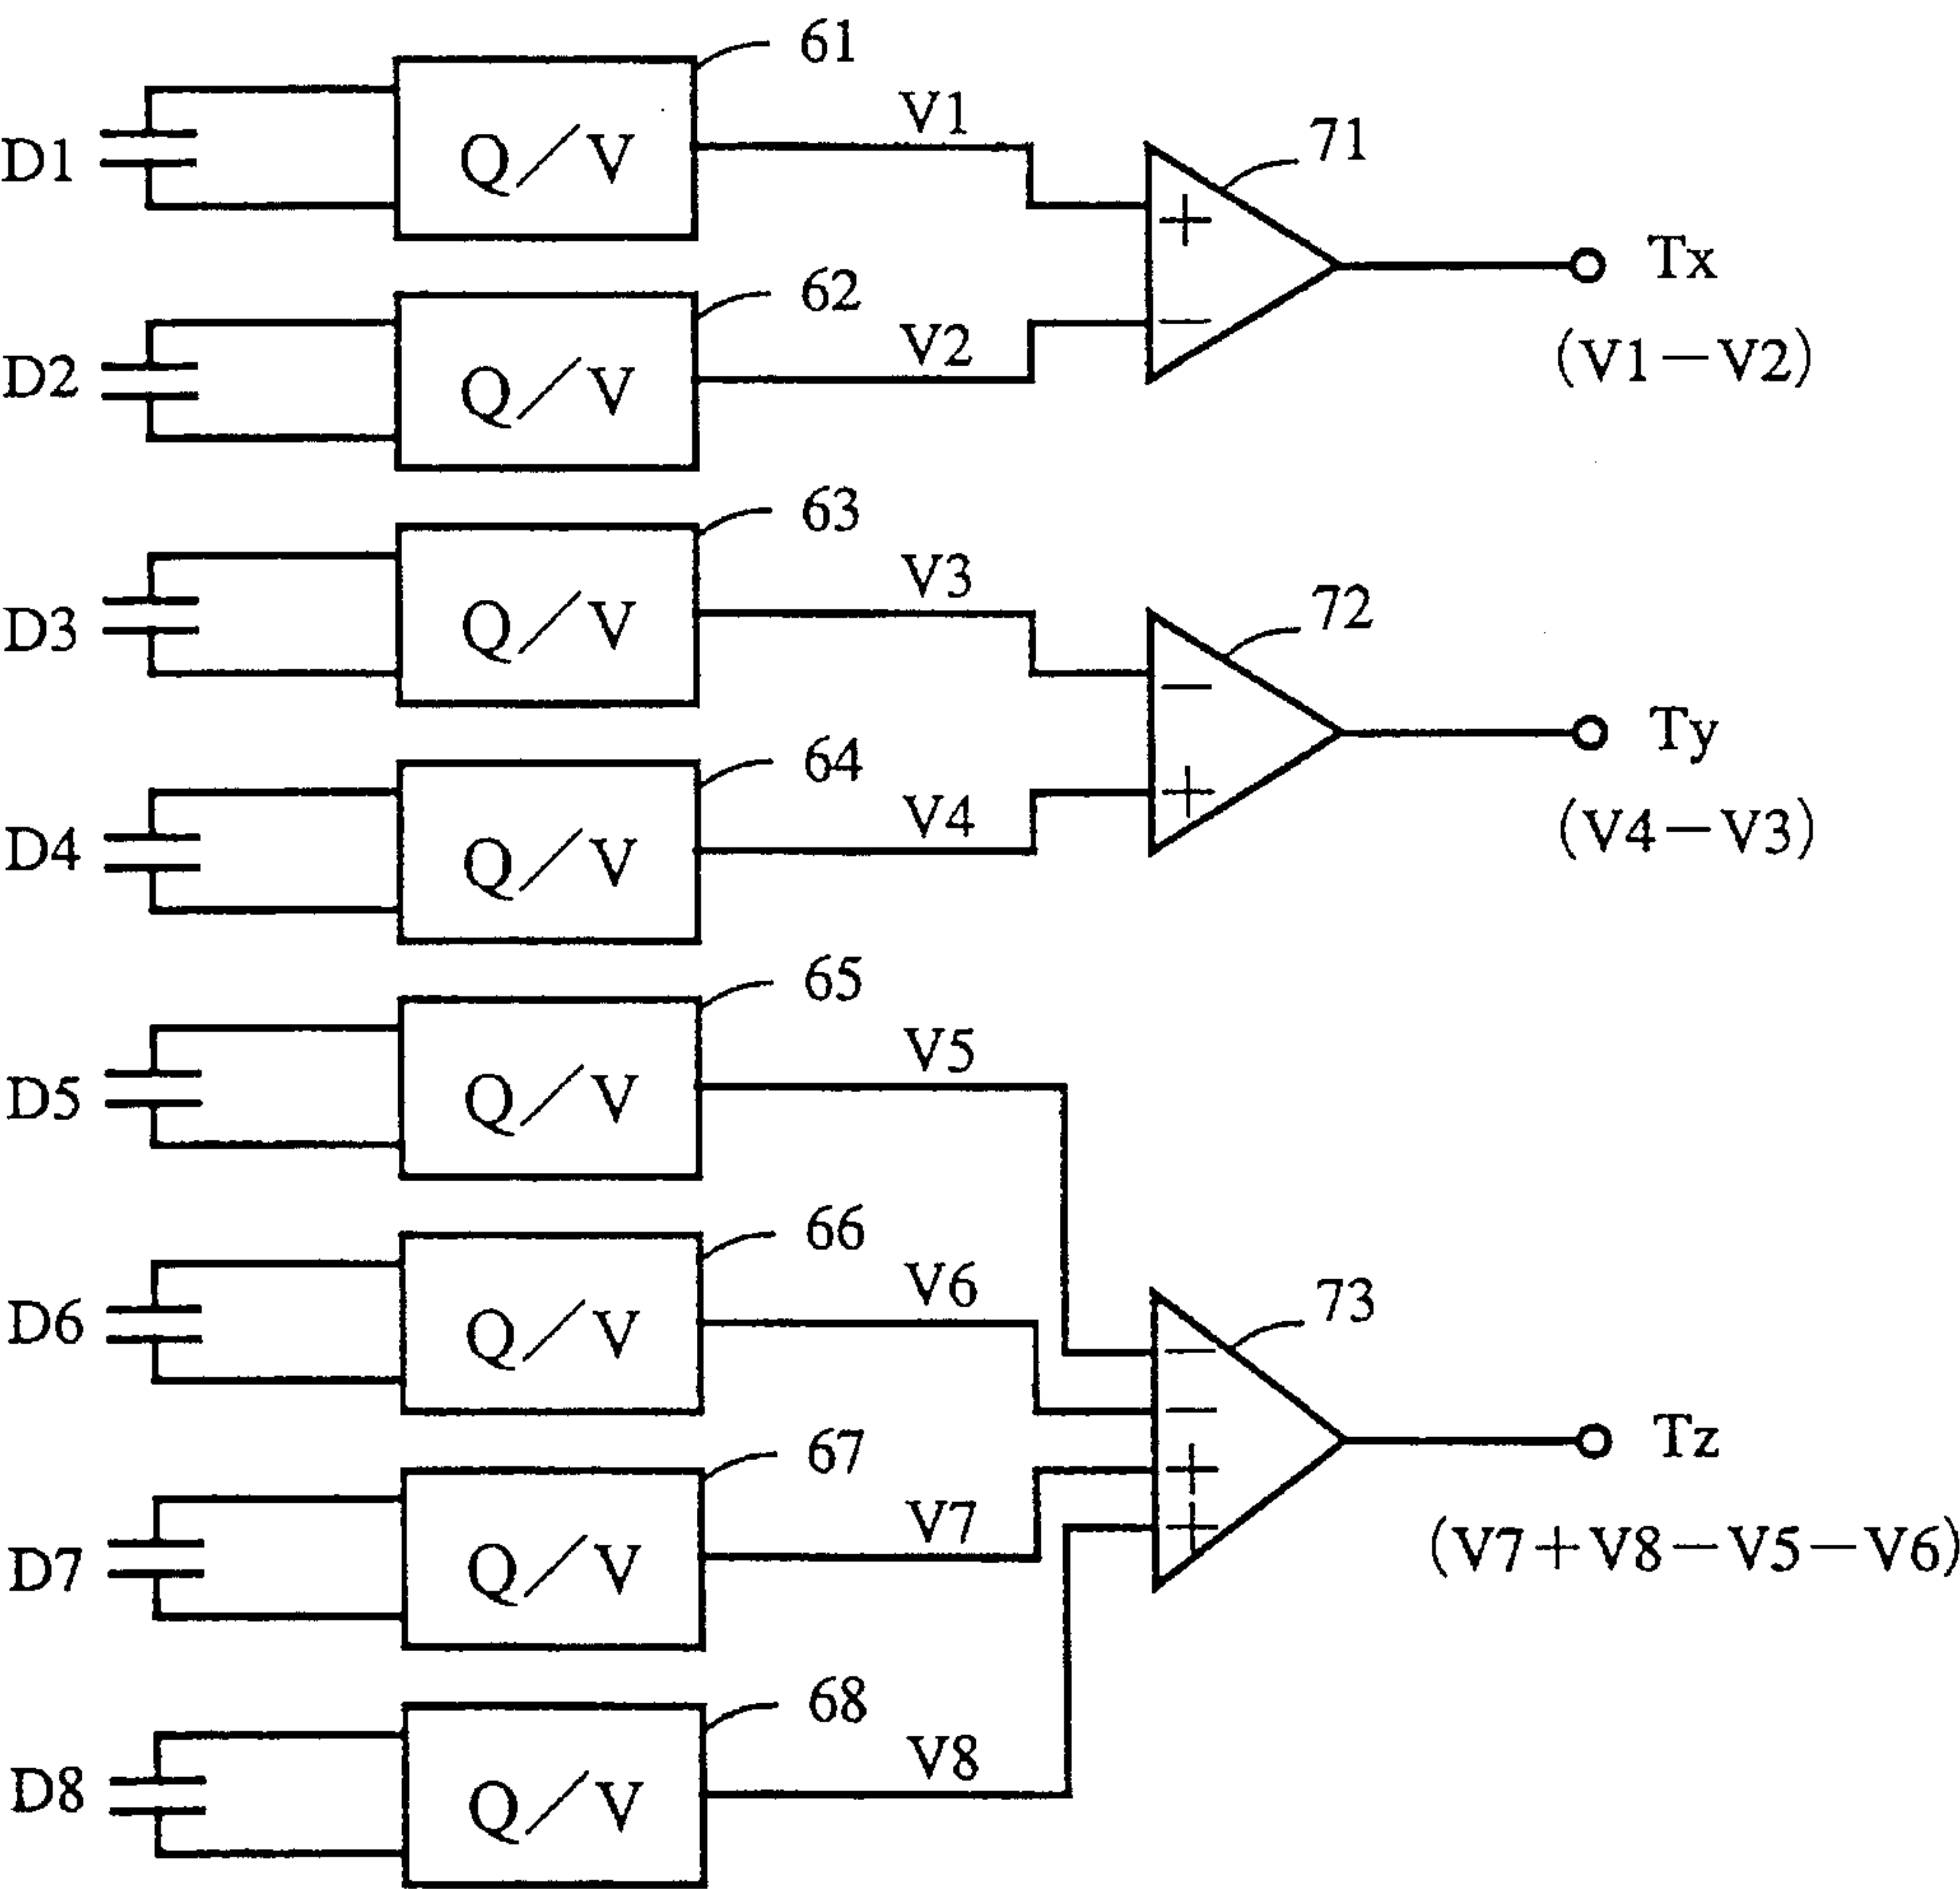 61
D1
Q/V
V1
+
−
71
Tx
(V1−V2)
62
D2
Q/V
V2
63
D3
Q/V
V3
−
+
72
Ty
(V4−V3)
64
D4
Q/V
V4
65
D5
Q/V
V5
66
D6
Q/V
V6
−
−
+
+
73
Tz
(V7+V8−V5−V6)
67
D7
Q/V
V7
68
D8
Q/V
V8